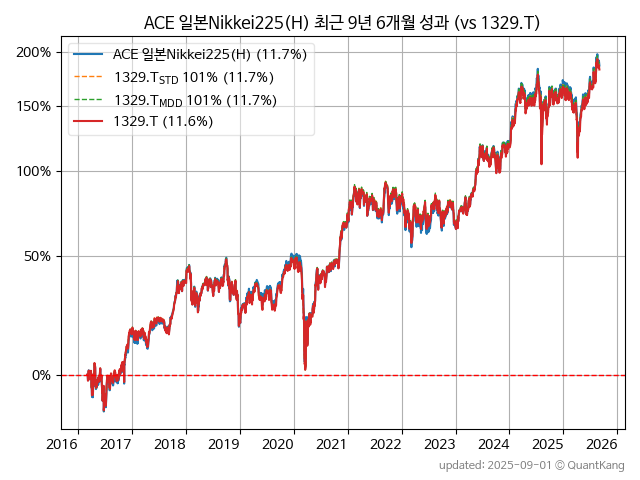 ACE 일본Nikkei225(H) 최근 9년 6개월 성과 (vs 1329.T)
200%
150%
100%
50%
0%
ACE 일본Nikkei225(H) (11.7%)
1329.T_STD 101% (11.7%)
1329.T_MDD 101% (11.7%)
1329.T (11.6%)
2016 2017 2018 2019 2020 2021 2022 2023 2024 2025 2026
updated: 2025-09-01 © QuantKang